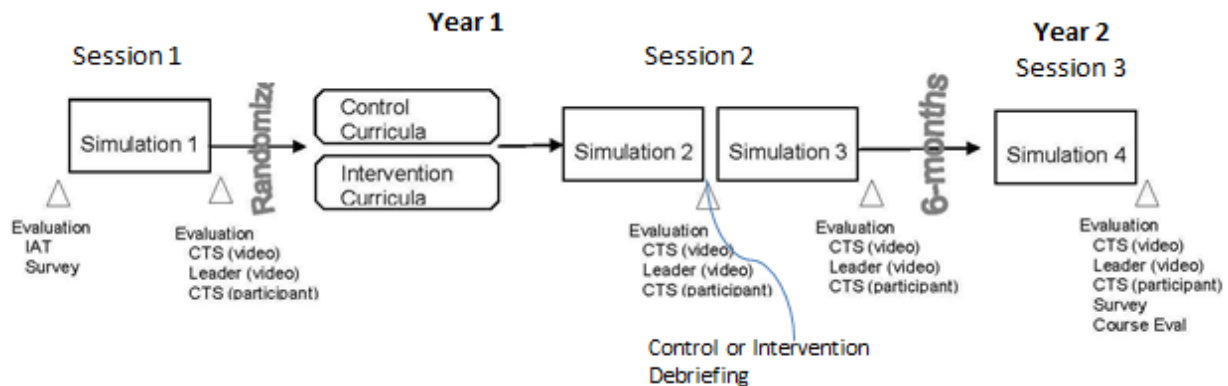 Year 1
Year 2
Session 1
Session 2
Session 3
Simulation 1
Randomize
Control
Curricula
Intervention
Curricula
Simulation 2
Simulation 3
6-months
Simulation 4
Evaluation
IAT
Survey
Evaluation
CTS (video)
Leader (video)
CTS (participant)
Evaluation
CTS (video)
Leader (video)
CTS (participant)
Evaluation
CTS (video)
Leader (video)
CTS (participant)
Evaluation
CTS (video)
Leader (video)
CTS (participant)
Survey
Course Eval
Control or Intervention
Debriefing